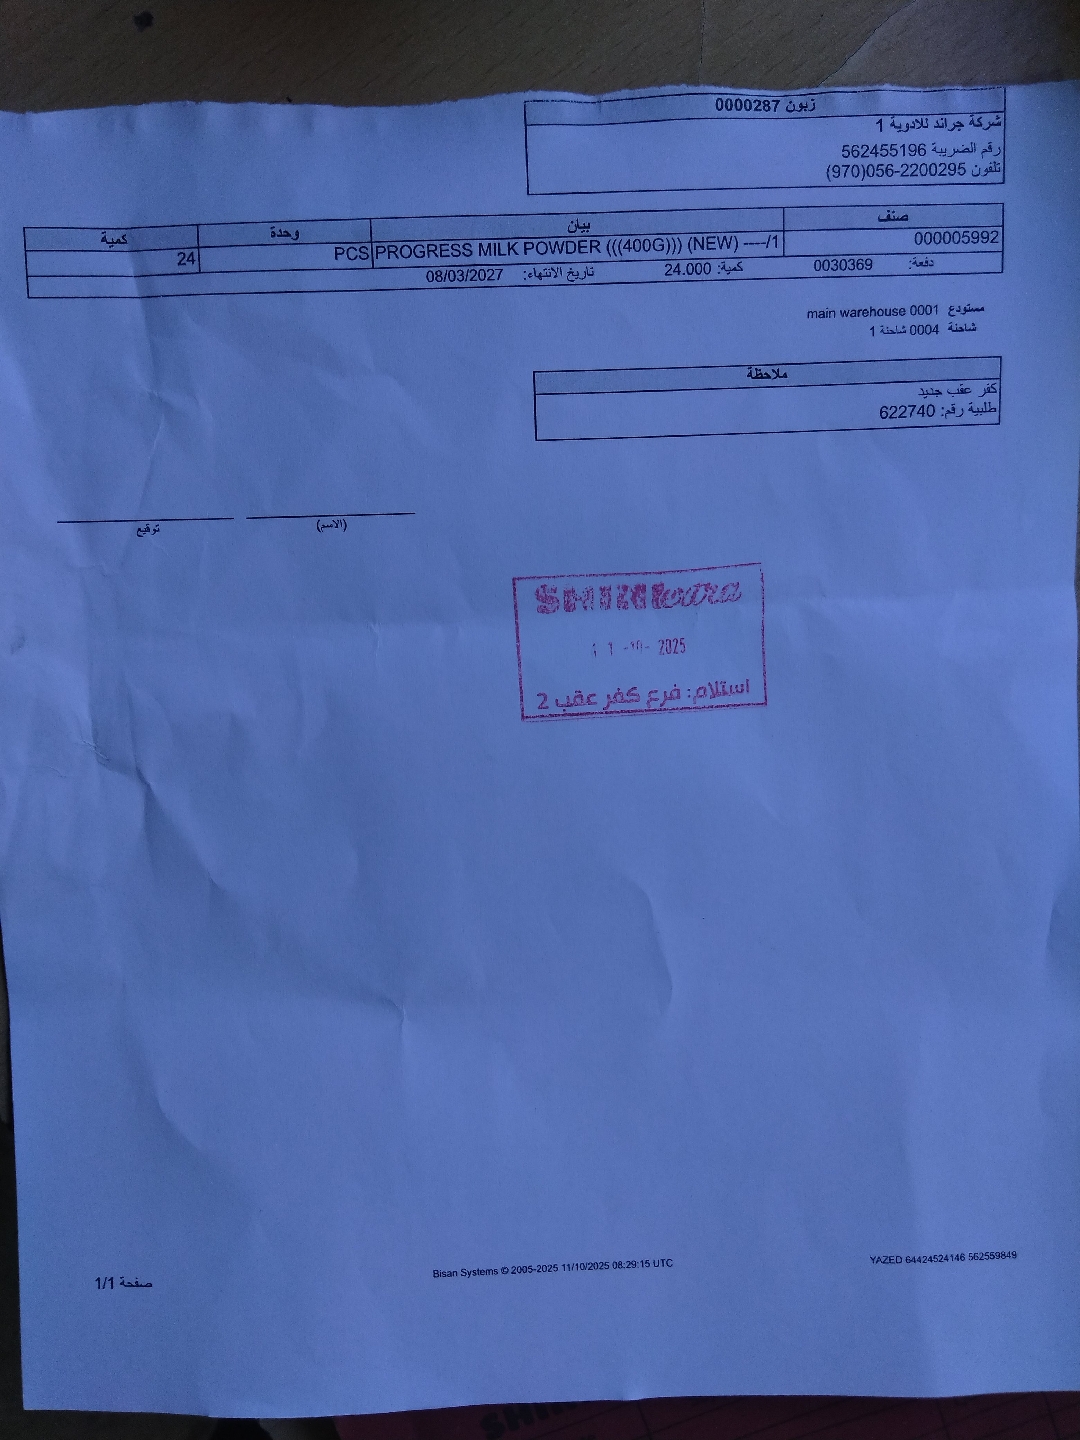 زبون 0000287
شركة جراند للادوية 1
رقم الضريبة 562455196
تلفون 056-2200295(970)
صنف بيان وحدة كمية
000005992 PROGRESS MILK POWDER (((400G))) (NEW) ----/1 PCS 24
دفعة: 0030369 كمية: 24.000 تاريخ الانتهاء: 08/03/2027
مستودع 0001 main warehouse
شاحنة 0004 شاحنة 1
ملاحظة
كفر عقب جديد
طلبية رقم: 622740
(الاسم) توقيع
2025
استلام: فرع كفر عقب 2
YAZED 64424524146 562559849
Bisan Systems © 2005-2025 11/10/2025 08:29:15 UTC
صفحة 1/1